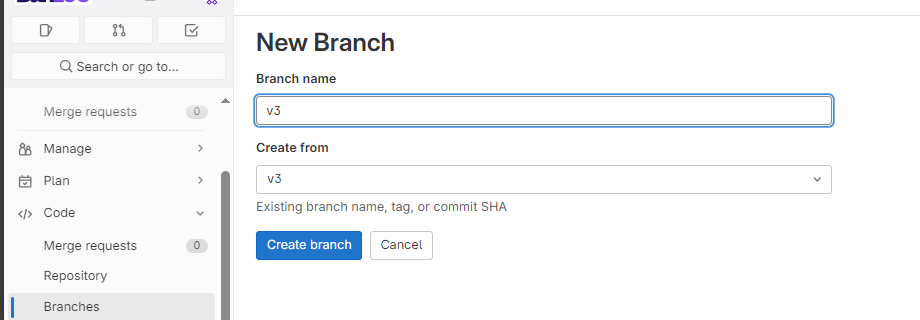 New Branch
Branch name
v3
Create from
v3
Existing branch name, tag, or commit SHA
Create branch
Cancel
Search or go to...
Merge requests 0
Manage
Plan
Code
Merge requests 0
Repository
Branches